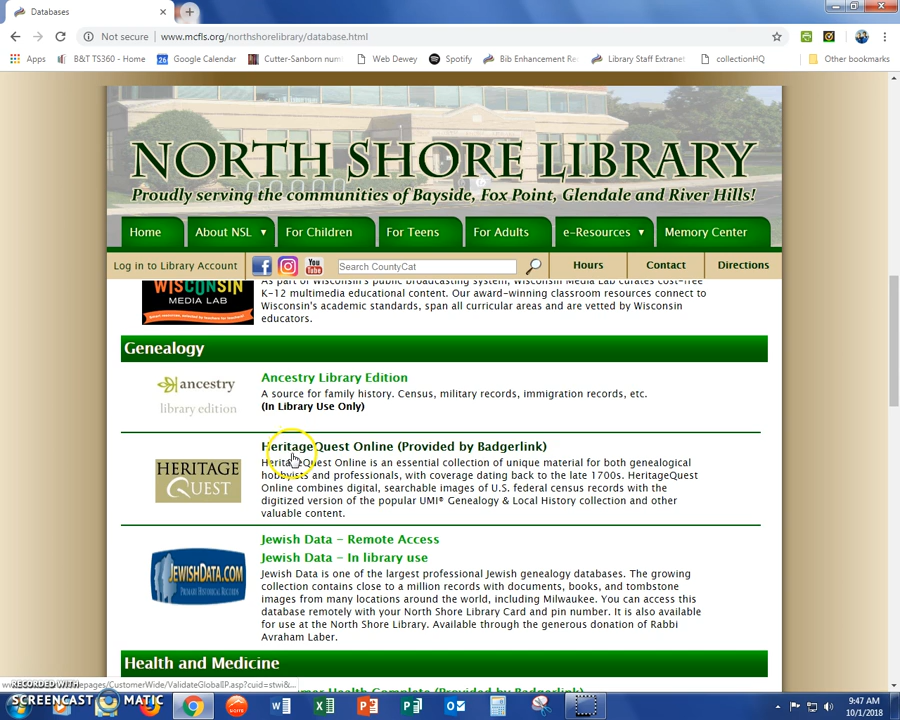 Databases
Not secure | www.mcfls.org/northshorelibrary/database.html
Apps B&T TS360 - Home 26 Google Calendar Cutter-Sanborn num Web Dewey Spotify Bib Enhancement Re Library Staff Extranet collectionHQ Other bookmarks
NORTH SHORE LIBRARY
Proudly serving the communities of Bayside, Fox Point, Glendale and River Hills!
Home About NSL For Children For Teens For Adults e-Resources Memory Center
Log in to Library Account f You Tube Search CountyCat Hours Contact Directions
As part of Wisconsin's public broadcasting system, Wisconsin Media Lab curates cost-free
WISCONSIN
MEDIA LAB
K-12 multimedia educational content. Our award-winning classroom resources connect to
Wisconsin's academic standards, span all curricular areas and are vetted by Wisconsin
educators.
Genealogy
ancestry
library edition
Ancestry Library Edition
A source for family history. Census, military records, immigration records, etc.
(In Library Use Only)
HERITAGE
QUEST
HeritageQuest Online (Provided by Badgerlink)
HeritageQuest Online is an essential collection of unique material for both genealogical
hobbyists and professionals, with coverage dating back to the late 1700s. HeritageQuest
Online combines digital, searchable images of U.S. federal census records with the
digitized version of the popular UMI® Genealogy & Local History collection and other
valuable content.
JEWISHDATA.COM
PRIMARY HISTORICAL RECORDS
Jewish Data - Remote Access
Jewish Data - In library use
Jewish Data is one of the largest professional Jewish genealogy databases. The growing
collection contains close to a million records with documents, books, and tombstone
images from many locations around the world, including Milwaukee. You can access this
database remotely with your North Shore Library Card and pin number. It is also available
for use at the North Shore Library. Available through the generous donation of Rabbi
Avraham Laber.
Health and Medicine
RECORDED WITH
SCREENCAST MATIC
9:47 AM
10/1/2018